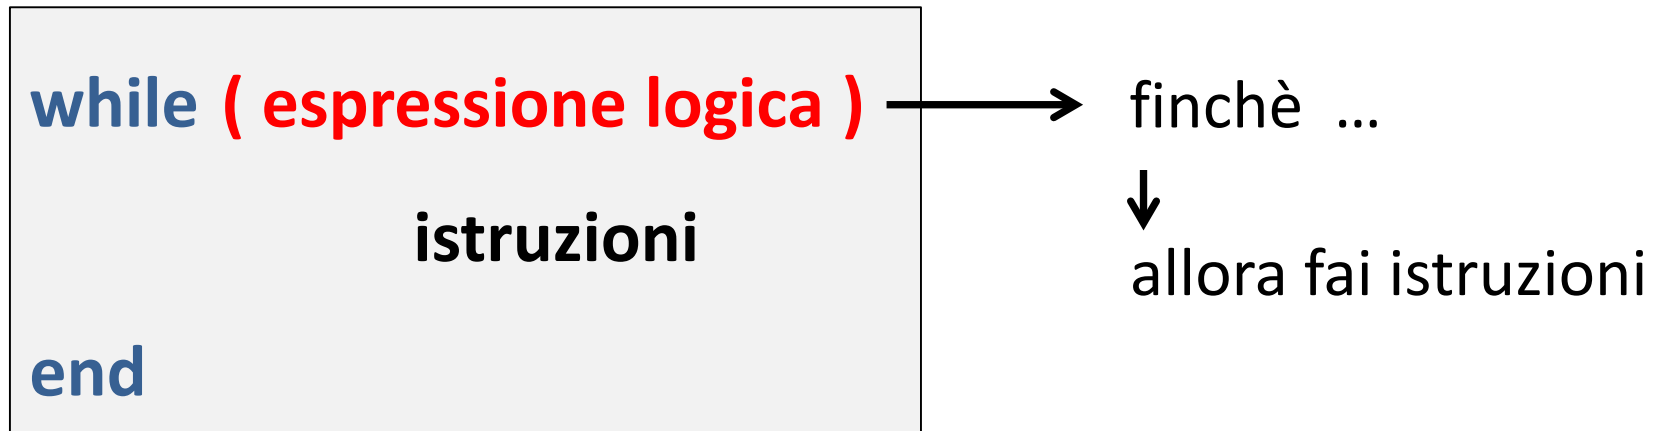 while ( espressione logica )
finchè ...
istruzioni
allora fai istruzioni
end